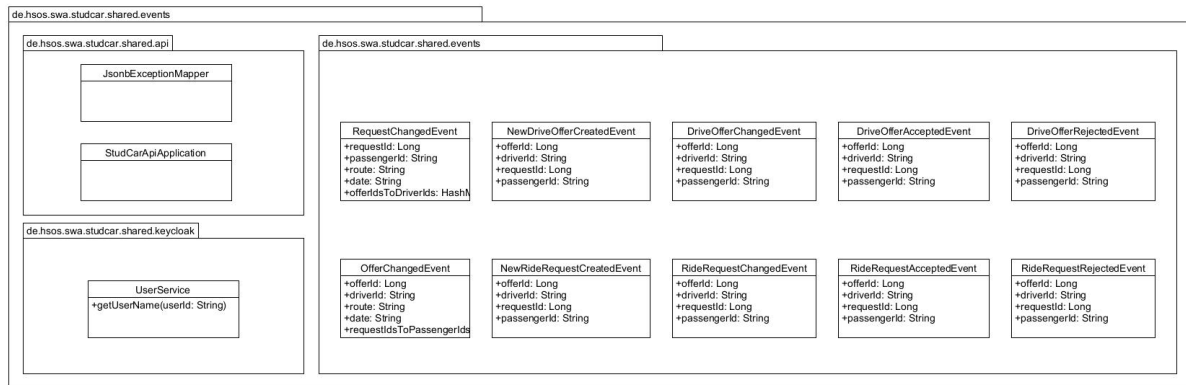 de.hsos.swa.studcar.shared.events
de.hsos.swa.studcar.shared.api
JsonbExceptionMapper
StudCarApiApplication
de.hsos.swa.studcar.shared.keycloak
UserService
+getUserName(userId: String)
de.hsos.swa.studcar.shared.events
RequestChangedEvent
+requestId: Long
+passengerId: String
+route: String
+date: String
+offerIdsToDriverIds: HashM
NewDriveOfferCreatedEvent
+offerId: Long
+driverId: String
+requestId: Long
+passengerId: String
DriveOfferChangedEvent
+offerId: Long
+driverId: String
+requestId: Long
+passengerId: String
DriveOfferAcceptedEvent
+offerId: Long
+driverId: String
+requestId: Long
+passengerId: String
DriveOfferRejectedEvent
+offerId: Long
+driverId: String
+requestId: Long
+passengerId: String
OfferChangedEvent
+offerId: Long
+driverId: String
+route: String
+date: String
+requestIdsToPassengerIds
NewRideRequestCreatedEvent
+offerId: Long
+driverId: String
+requestId: Long
+passengerId: String
RideRequestChangedEvent
+offerId: Long
+driverId: String
+requestId: Long
+passengerId: String
RideRequestAcceptedEvent
+offerId: Long
+driverId: String
+requestId: Long
+passengerId: String
RideRequestRejectedEvent
+offerId: Long
+driverId: String
+requestId: Long
+passengerId: String